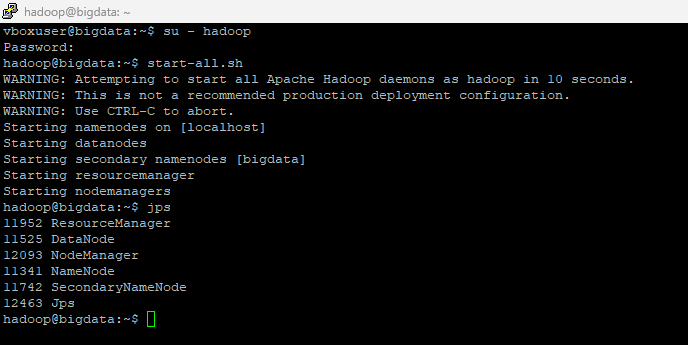 hadoop@bigdata: ~
vboxuser@bigdata:~$ su - hadoop
Password:
hadoop@bigdata:~$ start-all.sh
WARNING: Attempting to start all Apache Hadoop daemons as hadoop in 10 seconds.
WARNING: This is not a recommended production deployment configuration.
WARNING: Use CTRL-C to abort.
Starting namenodes on [localhost]
Starting datanodes
Starting secondary namenodes [bigdata]
Starting resourcemanager
Starting nodemanagers
hadoop@bigdata:~$ jps
11952 ResourceManager
11525 DataNode
12093 NodeManager
11341 NameNode
11742 SecondaryNameNode
12463 Jps
hadoop@bigdata:~$